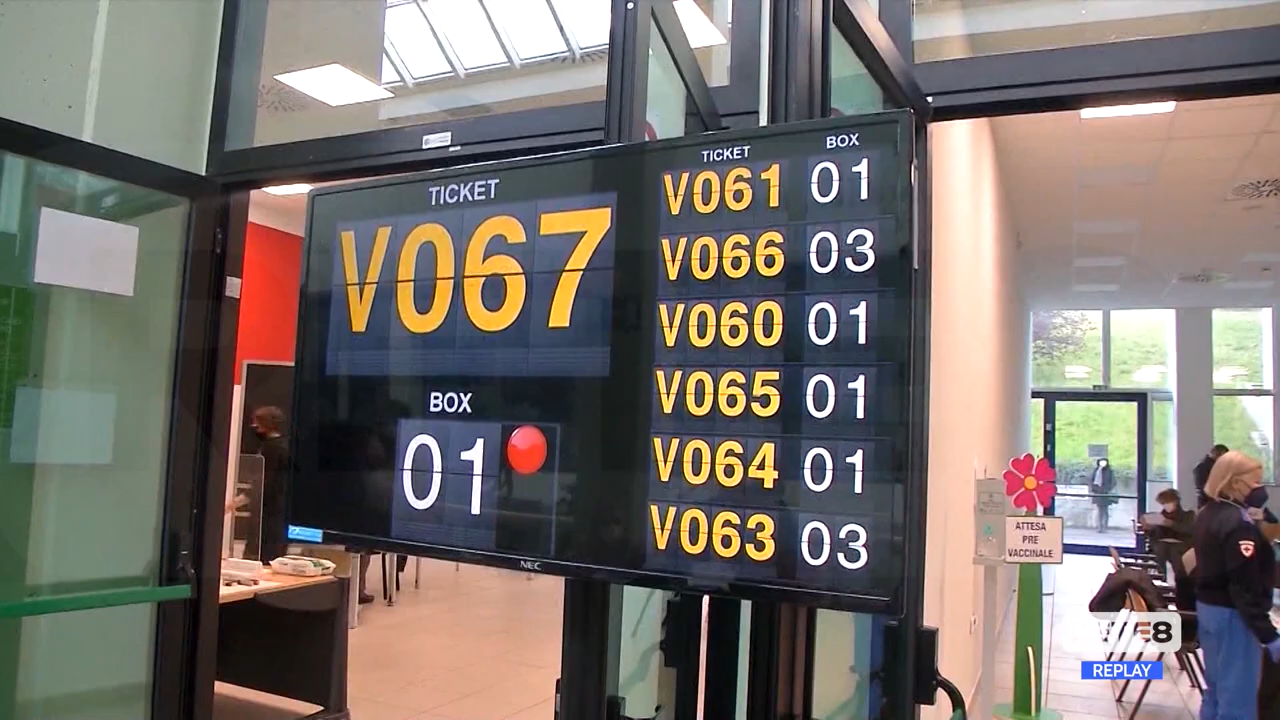 TICKET
V067
BOX
01
NEC
TICKET BOX
V061 01
V066 03
V060 01
V065 01
V064 01
V063 03
ATTESA
PRE
VACCINALE
REPLAY